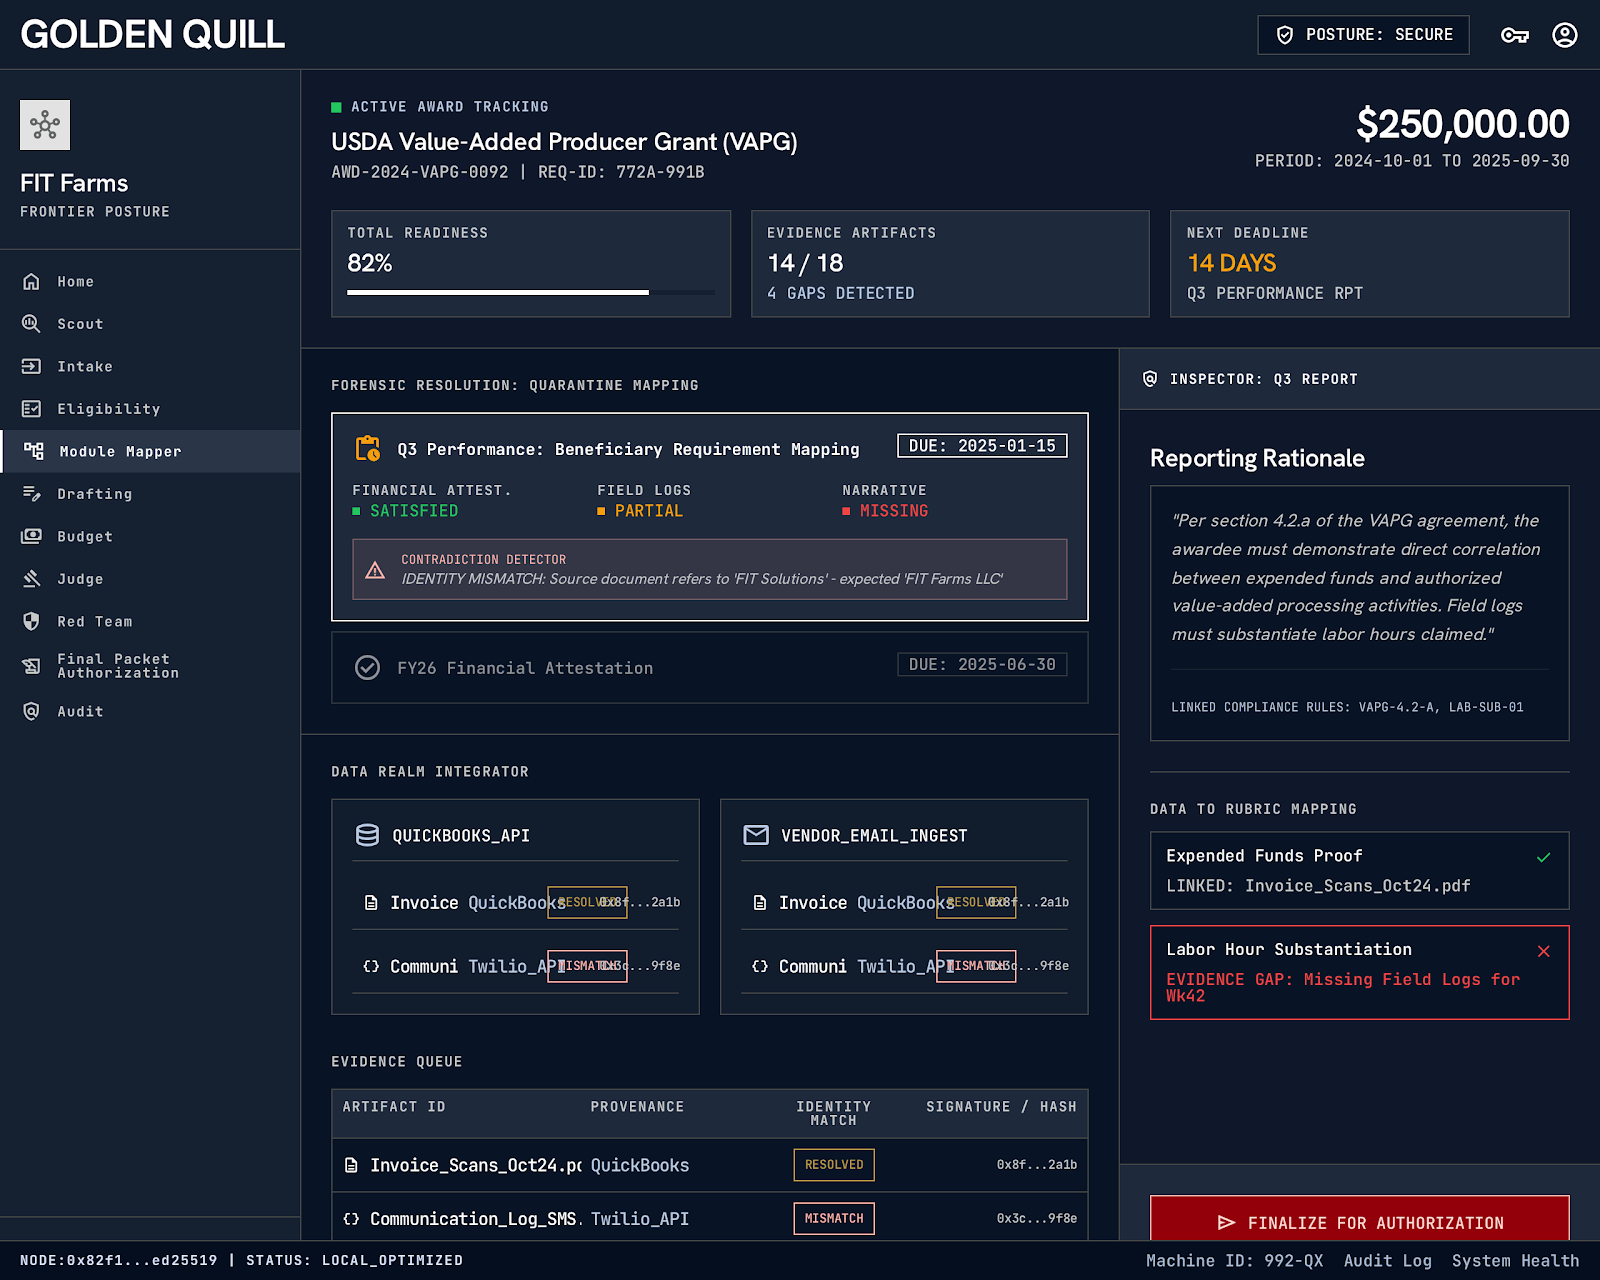 GOLDEN QUILL
POSTURE: SECURE
FIT Farms
FRONTIER POSTURE
Home
Scout
Intake
Eligibility
Module Mapper
Drafting
Budget
Judge
Red Team
Final Packet
Authorization
Audit
ACTIVE AWARD TRACKING
USDA Value-Added Producer Grant (VAPG)
AWD-2024-VAPG-0092 | REQ-ID: 772A-991B
$250,000.00
PERIOD: 2024-10-01 TO 2025-09-30
TOTAL READINESS
82%
EVIDENCE ARTIFACTS
14 / 18
4 GAPS DETECTED
NEXT DEADLINE
14 DAYS
Q3 PERFORMANCE RPT
FORENSIC RESOLUTION: QUARANTINE MAPPING
Q3 Performance: Beneficiary Requirement Mapping
DUE: 2025-01-15
FINANCIAL ATTEST.
SATISFIED
FIELD LOGS
PARTIAL
NARRATIVE
MISSING
CONTRADICTION DETECTOR
IDENTITY MISMATCH: Source document refers to 'FIT Solutions' - expected 'FIT Farms LLC'
FY26 Financial Attestation
DUE: 2025-06-30
DATA REALM INTEGRATOR
QUICKBOOKS_API
Invoice QuickBooks RESOLVED 0x8f...2a1b
Communi Twilio_API MISMATCH 0x3c...9f8e
VENDOR_EMAIL_INGEST
Invoice QuickBooks RESOLVED 0x8f...2a1b
Communi Twilio_API MISMATCH 0x3c...9f8e
EVIDENCE QUEUE
ARTIFACT ID PROVENANCE IDENTITY MATCH SIGNATURE / HASH
Invoice_Scans_Oct24.pd QuickBooks RESOLVED 0x8f...2a1b
Communication_Log_SMS. Twilio_API MISMATCH 0x3c...9f8e
INSPECTOR: Q3 REPORT
Reporting Rationale
"Per section 4.2.a of the VAPG agreement, the
awardee must demonstrate direct correlation
between expended funds and authorized
value-added processing activities. Field logs
must substantiate labor hours claimed."
LINKED COMPLIANCE RULES: VAPG-4.2-A, LAB-SUB-01
DATA TO RUBRIC MAPPING
Expended Funds Proof
LINKED: Invoice_Scans_Oct24.pdf
Labor Hour Substantiation
EVIDENCE GAP: Missing Field Logs for
Wk42
FINALIZE FOR AUTHORIZATION
NODE:0x82f1...ed25519 | STATUS: LOCAL_OPTIMIZED
Machine ID: 992-QX Audit Log System Health